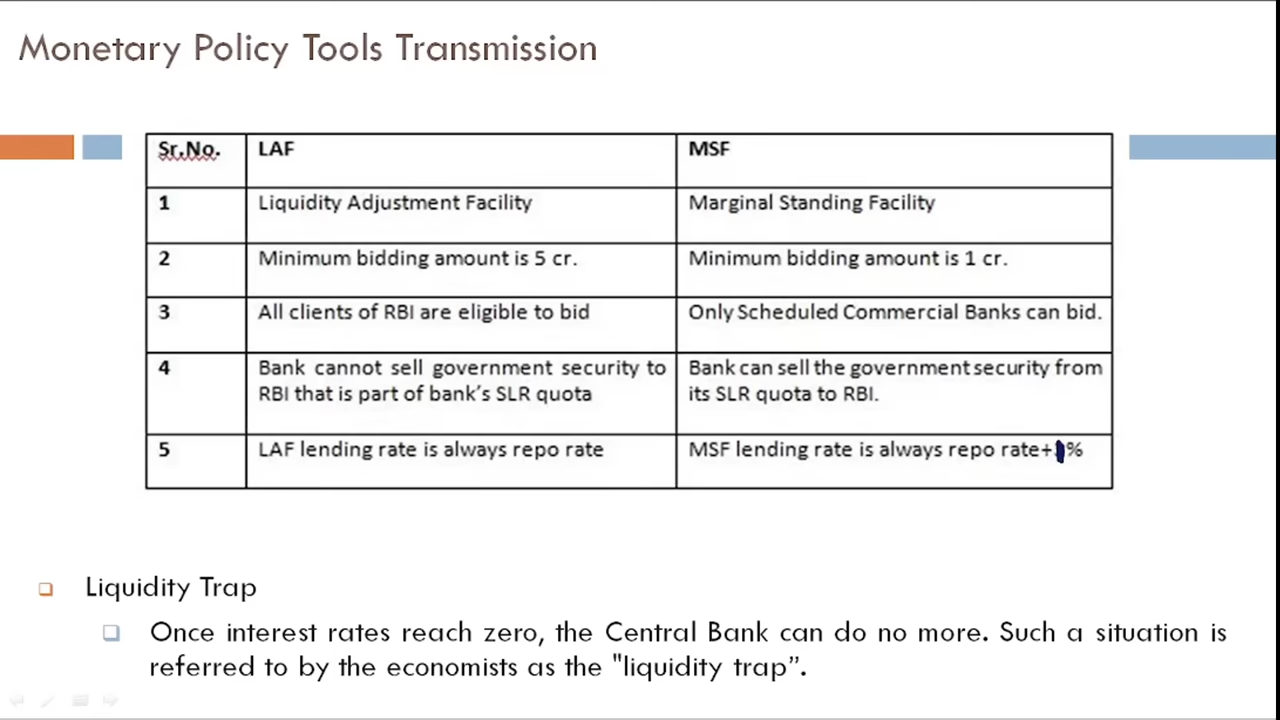 Monetary Policy Tools Transmission
Sr.No. LAF MSF
1 Liquidity Adjustment Facility Marginal Standing Facility
2 Minimum bidding amount is 5 cr. Minimum bidding amount is 1 cr.
3 All clients of RBI are eligible to bid Only Scheduled Commercial Banks can bid.
4 Bank cannot sell government security to Bank can sell the government security from
RBI that is part of bank's SLR quota its SLR quota to RBI.
5 LAF lending rate is always repo rate MSF lending rate is always repo rate+%
Liquidity Trap
Once interest rates reach zero, the Central Bank can do no more. Such a situation is
referred to by the economists as the "liquidity trap”.